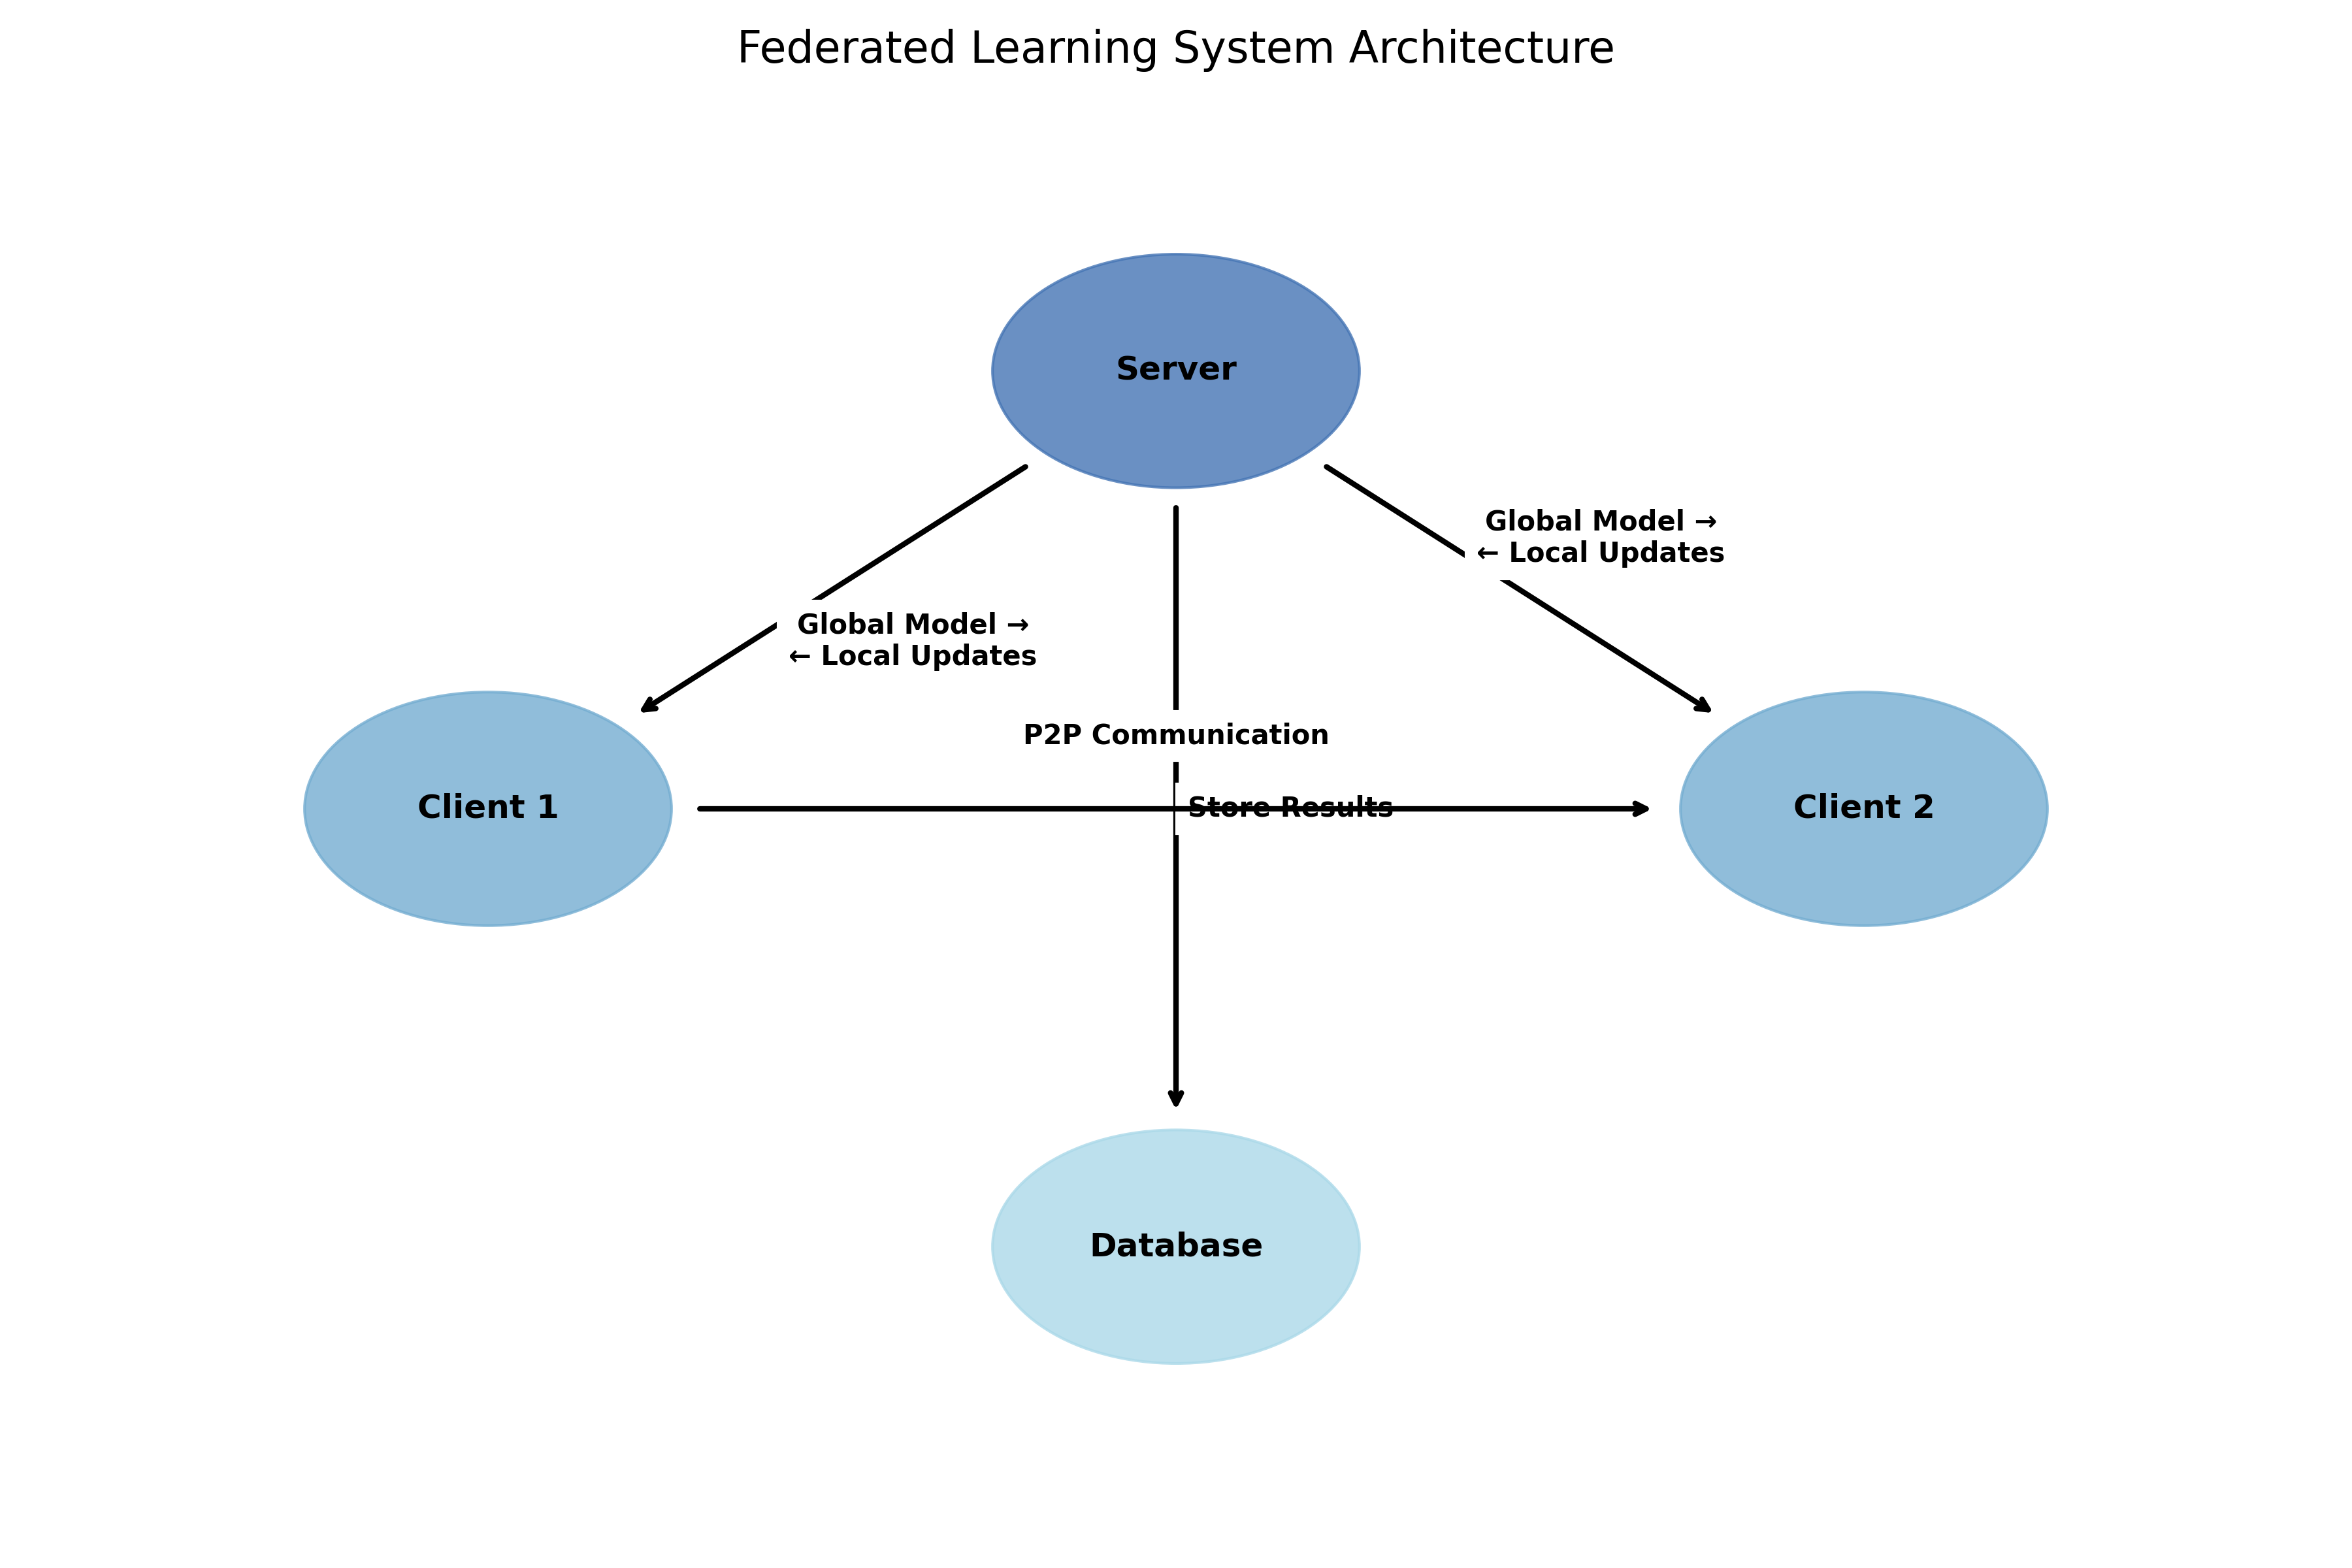 Federated Learning System Architecture
Server
Global Model →
← Local Updates
Global Model →
← Local Updates
P2P Communication
Client 1
Store Results
Client 2
Database